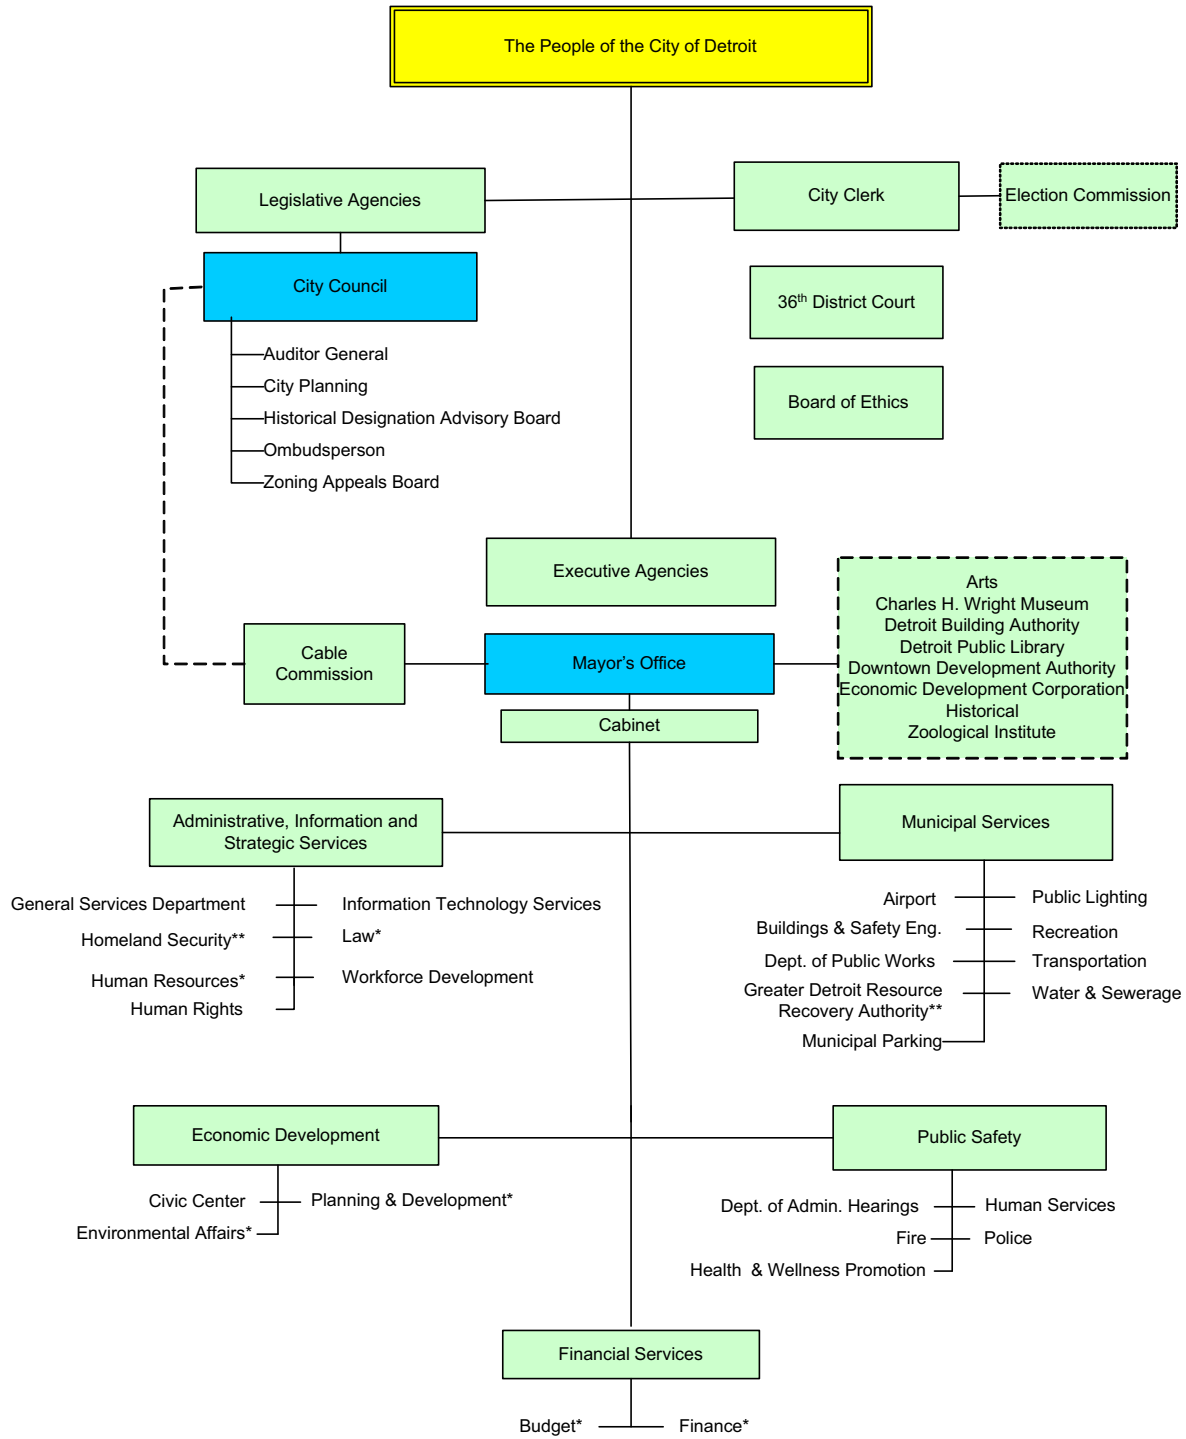 The People of the City of Detroit
Legislative Agencies
City Clerk
Election Commission
City Council
36th District Court
Auditor General
City Planning
Historical Designation Advisory Board
Ombudsperson
Zoning Appeals Board
Board of Ethics
Executive Agencies
Cable
Commission
Mayor's Office
Cabinet
Arts
Charles H. Wright Museum
Detroit Building Authority
Detroit Public Library
Downtown Development Authority
Economic Development Corporation
Historical
Zoological Institute
Administrative, Information and
Strategic Services
General Services Department
Information Technology Services
Homeland Security**
Law*
Human Resources*
Workforce Development
Human Rights
Municipal Services
Airport
Public Lighting
Buildings & Safety Eng.
Recreation
Dept. of Public Works
Transportation
Greater Detroit Resource
Recovery Authority**
Water & Sewerage
Municipal Parking
Economic Development
Civic Center
Planning & Development*
Environmental Affairs*
Public Safety
Dept. of Admin. Hearings
Human Services
Fire
Police
Health & Wellness Promotion
Financial Services
Budget*
Finance*